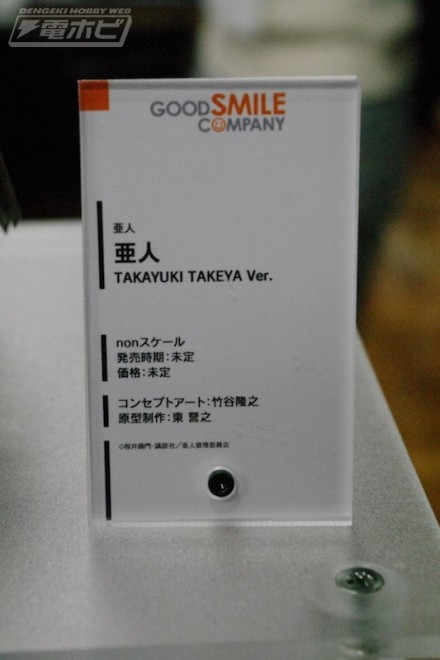 DENGEKI HOBBY WEB
電ホビ
GOOD SMILE
COMPANY
亜人
亜人
TAKAYUKI TAKEYA Ver.
nonスケール
発売時期:未定
価格:未定
コンセプトアート:竹谷隆之
原型制作:東 誉之
©桜井画門・講談社／亜人管理委員会